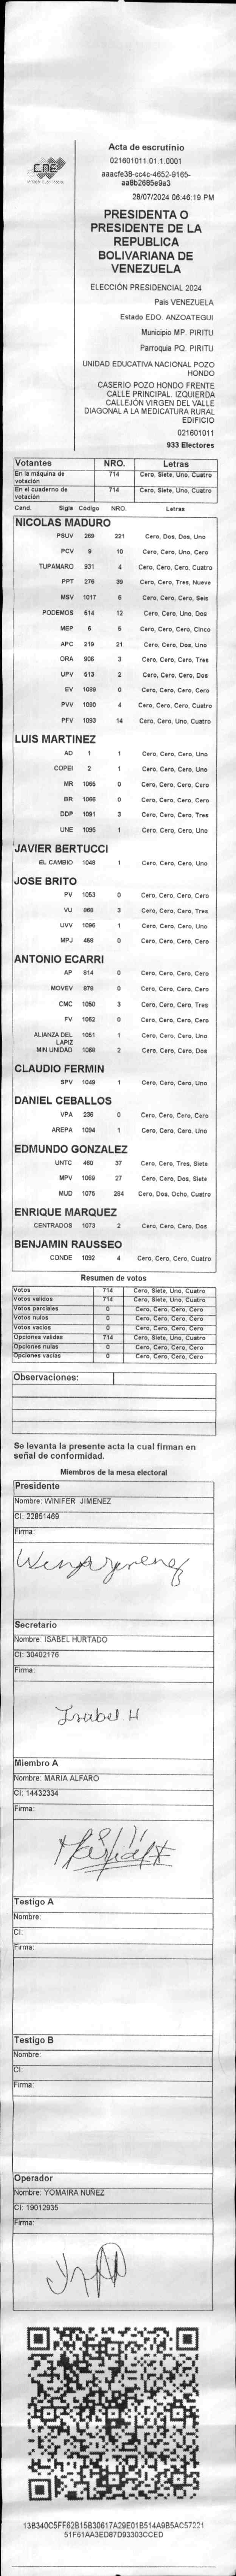 CNE
Acta de escrutinio
021601011.01.1.0001
aaacfe38-cc4c-4652-9165-
aa8b2685e9a3
28/07/2024 06:46:19 PM
PRESIDENTA O
PRESIDENTE DE LA
REPUBLICA
BOLIVARIANA DE
VENEZUELA
ELECCIÓN PRESIDENCIAL 2024
Pais VENEZUELA
Estado EDO. ANZOATEGUI
Municipio MP. PIRITU
Parroquia PQ. PIRITU
UNIDAD EDUCATIVA NACIONAL POZO
HONDO
CASERIO POZO HONDO FRENTE
CALLE PRINCIPAL. IZQUIERDA
CALLEJÓN VIRGEN DEL VALLE
DIAGONAL A LA MEDICATURA RURAL
EDIFICIO
021601011
933 Electores
Votantes NRO. Letras
En la máquina de votación 714 Cero, Siete, Uno, Cuatro
En el cuaderno de votación 714 Cero, Siete, Uno, Cuatro
Cand. Sigla Código NRO. Letras
NICOLAS MADURO
PSUV 269 221 Cero, Dos, Dos, Uno
PCV 9 10 Cero, Cero, Uno, Cero
TUPAMARO 931 4 Cero, Cero, Cero, Cuatro
PPT 276 39 Cero, Cero, Tres, Nueve
MSV 1017 6 Cero, Cero, Cero, Seis
PODEMOS 514 12 Cero, Cero, Uno, Dos
MEP 6 5 Cero, Cero, Cero, Cinco
APC 219 21 Cero, Cero, Dos, Uno
ORA 906 3 Cero, Cero, Cero, Tres
UPV 513 2 Cero, Cero, Cero, Dos
EV 1089 0 Cero, Cero, Cero, Cero
PVV 1090 4 Cero, Cero, Cero, Cuatro
PFV 1093 14 Cero, Cero, Uno, Cuatro
LUIS MARTINEZ
AD 1 1 Cero, Cero, Cero, Uno
COPEI 2 1 Cero, Cero, Cero, Uno
MR 1065 0 Cero, Cero, Cero, Cero
BR 1066 0 Cero, Cero, Cero, Cero
DDP 1091 3 Cero, Cero, Cero, Tres
UNE 1095 1 Cero, Cero, Cero, Uno
JAVIER BERTUCCI
EL CAMBIO 1048 1 Cero, Cero, Cero, Uno
JOSE BRITO
PV 1053 0 Cero, Cero, Cero, Cero
VU 868 3 Cero, Cero, Cero, Tres
UVV 1096 1 Cero, Cero, Cero, Uno
MPJ 458 0 Cero, Cero, Cero, Cero
ANTONIO ECARRI
AP 814 0 Cero, Cero, Cero, Cero
MOVEV 978 0 Cero, Cero, Cero, Cero
CMC 1050 3 Cero, Cero, Cero, Tres
FV 1062 0 Cero, Cero, Cero, Cero
ALIANZA DEL LAPIZ 1051 1 Cero, Cero, Cero, Uno
MIN UNIDAD 1068 2 Cero, Cero, Cero, Dos
CLAUDIO FERMIN
SPV 1049 1 Cero, Cero, Cero, Uno
DANIEL CEBALLOS
VPA 236 0 Cero, Cero, Cero, Cero
AREPA 1094 1 Cero, Cero, Cero, Uno
EDMUNDO GONZALEZ
UNTC 460 37 Cero, Cero, Tres, Siete
MPV 1069 27 Cero, Cero, Dos, Siete
MUD 1075 284 Cero, Dos, Ocho, Cuatro
ENRIQUE MARQUEZ
CENTRADOS 1073 2 Cero, Cero, Cero, Dos
BENJAMIN RAUSSEO
CONDE 1092 4 Cero, Cero, Cero, Cuatro
Resumen de votos
Votos 714 Cero, Siete, Uno, Cuatro
Votos validos 714 Cero, Siete, Uno, Cuatro
Votos parciales 0 Cero, Cero, Cero, Cero
Votos nulos 0 Cero, Cero, Cero, Cero
Votos vacios 0 Cero, Cero, Cero, Cero
Opciones validas 714 Cero, Siete, Uno, Cuatro
Opciones nulas 0 Cero, Cero, Cero, Cero
Opciones vacias 0 Cero, Cero, Cero, Cero
Observaciones:
Se levanta la presente acta la cual firman en
señal de conformidad.
Miembros de la mesa electoral
Presidente
Nombre: WINIFER JIMENEZ
CI: 22851469
Firma:
Secretario
Nombre: ISABEL HURTADO
CI: 30402176
Firma:
Isabel H
Miembro A
Nombre: MARIA ALFARO
CI: 14432334
Firma:
Testigo A
Nombre:
CI:
Firma:
Testigo B
Nombre:
CI:
Firma:
Operador
Nombre: YOMAIRA NUÑEZ
CI: 19012935
Firma:
13B340C5FF62B15B30617A29E01B514A9B5AC57221
51F61AA3ED87D93303CCED